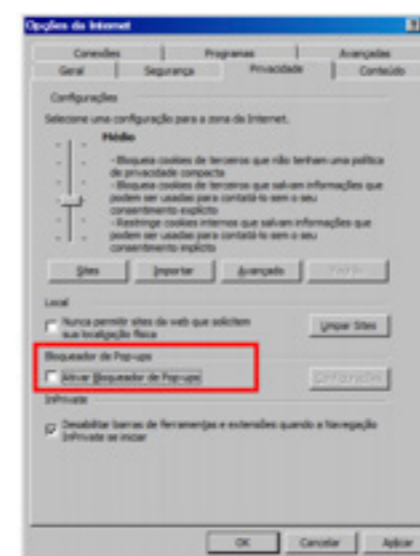 Opções da Internet
Conexões Programas Avançadas
Geral Segurança Privacidade Conteúdo
Configurações
Selecione uma configuração para a zona da Internet.
Médio
- Bloqueia cookies de terceiros que não tenham uma política
de privacidade compacta
- Bloqueia cookies de terceiros que salvam informações que
podem ser usadas para contatá-lo sem o seu
consentimento explícito
- Restringe cookies internos que salvam informações que
podem ser usadas para contatá-lo sem o seu
consentimento implícito
Sites Importar Avançado Padrão
Local
Nunca permitir sites da web que solicitem
sua localização física
Limpar Sites
Bloqueador de Pop-ups
Ativar Bloqueador de Pop-ups Configurações
InPrivate
Desabilitar barras de ferramentas e extensões quando a Navegação
InPrivate se iniciar
OK Cancelar Aplicar